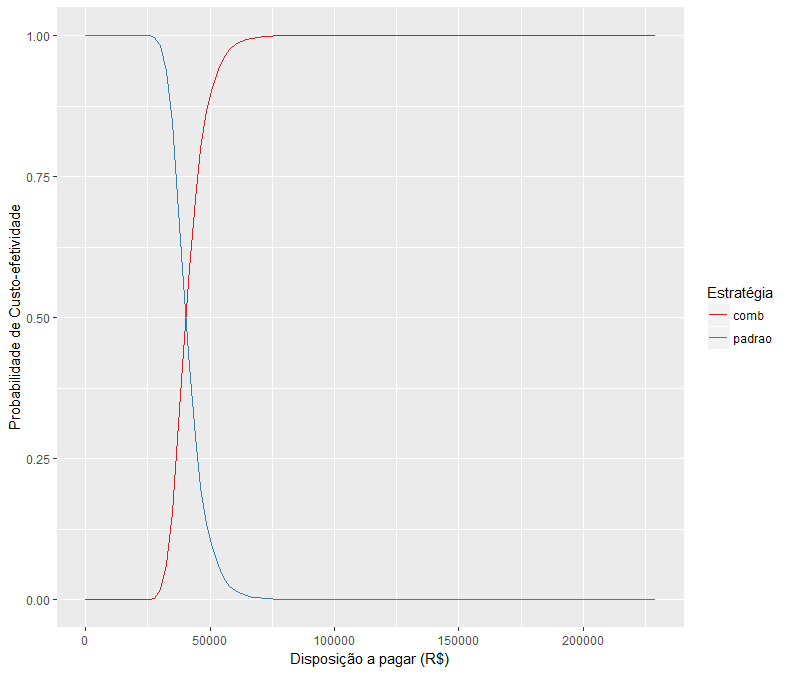 1.00
0.75
0.50
0.25
0.00
Probabilidade de Custo-efetividade
0
50000
100000
150000
200000
Disposição a pagar (R$)
Estratégia
comb
padrao